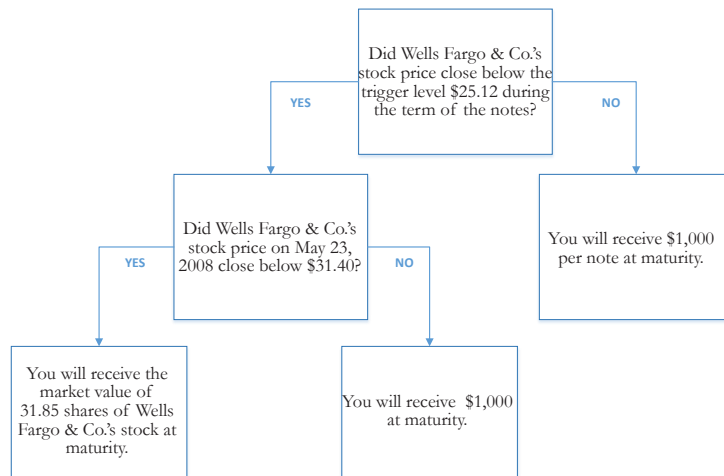 Did Wells Fargo & Co.'s
stock price close below the
trigger level $25.12 during
the term of the notes?
YES
NO
Did Wells Fargo & Co.'s
stock price on May 23,
2008 close below $31.40?
You will receive $1,000
per note at maturity.
YES
NO
You will receive the
market value of
31.85 shares of Wells
Fargo & Co.'s stock at
maturity.
You will receive $1,000
at maturity.